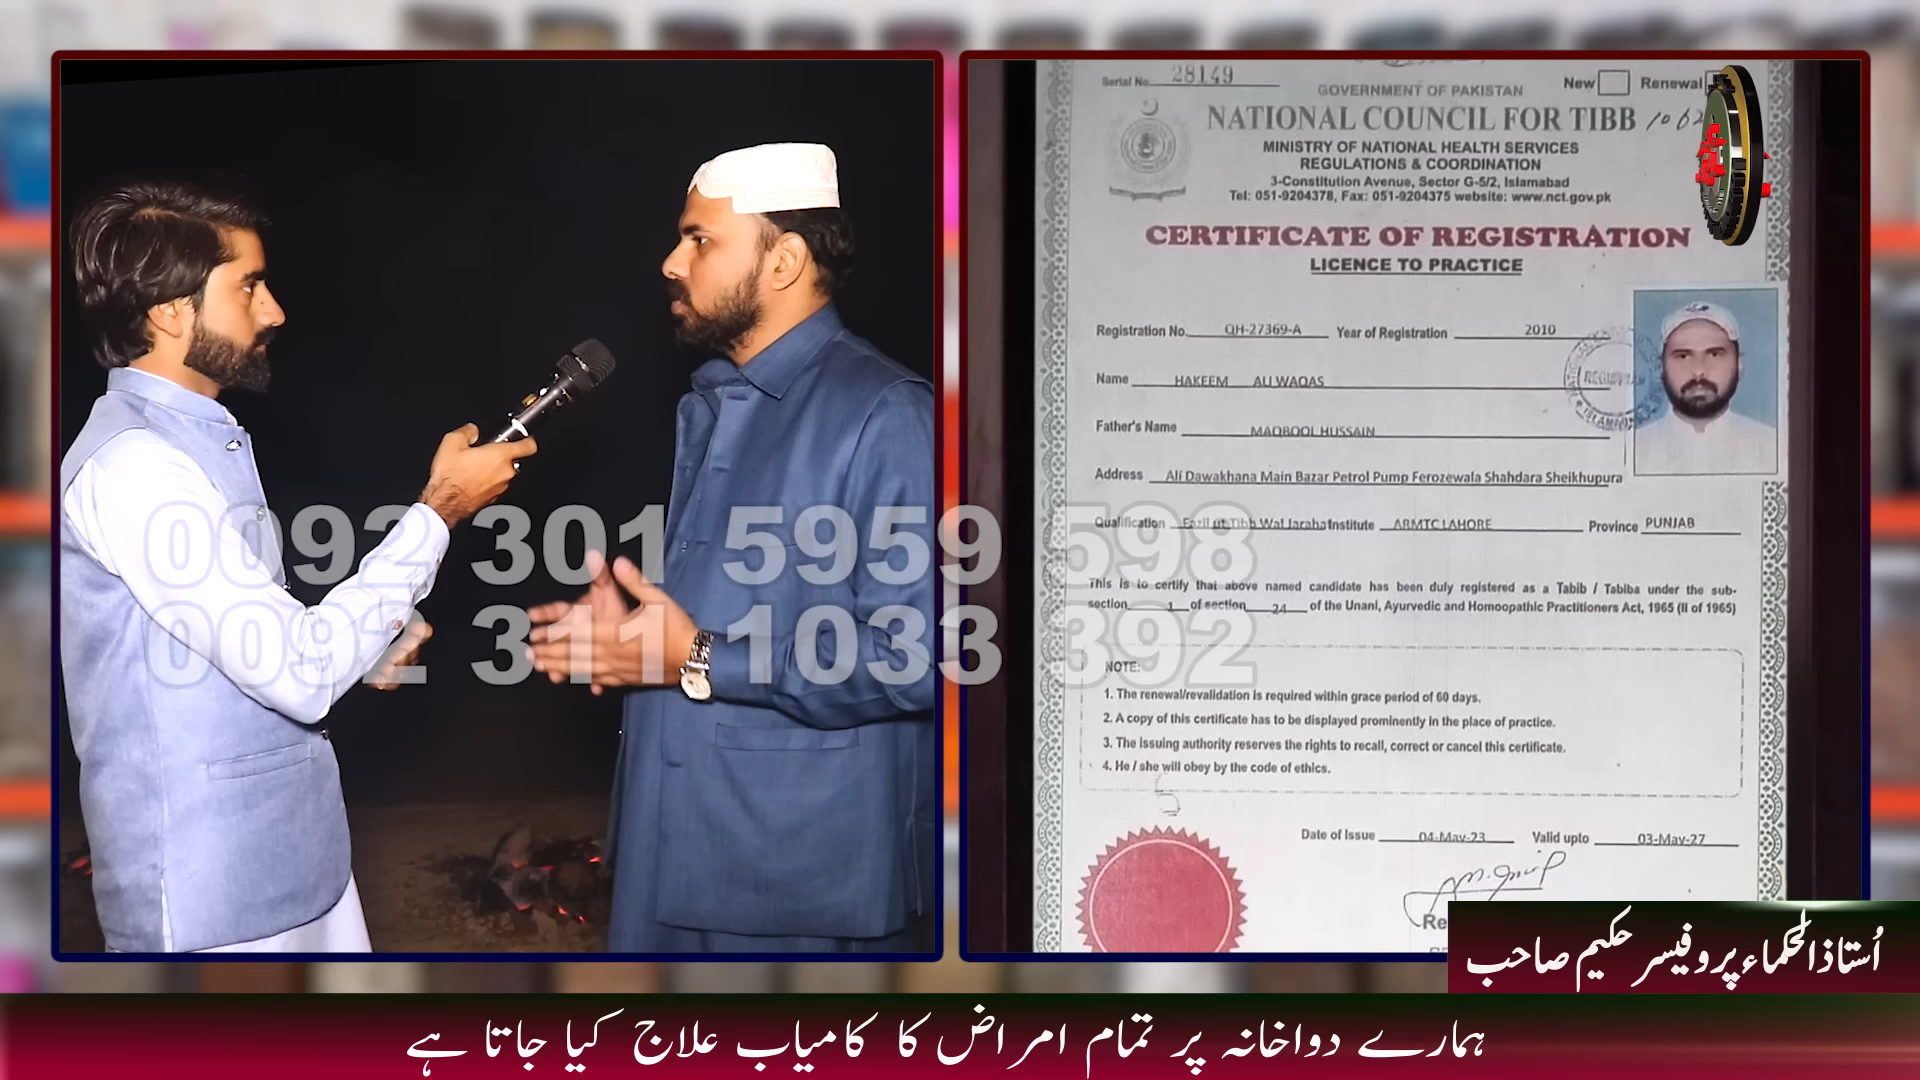 Serial No. 28149
New Renewal
GOVERNMENT OF PAKISTAN
NATIONAL COUNCIL FOR TIBB
MINISTRY OF NATIONAL HEALTH SERVICES
REGULATIONS & COORDINATION
3-Constitution Avenue, Sector G-5/2, Islamabad
Tel: 051-9204378, Fax: 051-9204375 website: www.nct.gov.pk
CERTIFICATE OF REGISTRATION
LICENCE TO PRACTICE
Registration No. QH-27369-A Year of Registration 2010
Name HAKEEM ALI WAQAS
Father's Name MAQBOOL HUSSAIN
Address Ali Dawakhana Main Bazar Petrol Pump Ferozewala Shahdara Sheikhupura
Qualification Fazil ut Tibb Wal Jarahat Institute ARMTC LAHORE Province PUNJAB
This is to certify that above named candidate has been duly registered as a Tabib / Tabiba under the sub-
section 1 of section 24 of the Unani, Ayurvedic and Homoopathic Practitioners Act, 1965 (II of 1965)
NOTE:
1. The renewal/revalidation is required within grace period of 60 days.
2. A copy of this certificate has to be displayed prominently in the place of practice.
3. The issuing authority reserves the rights to recall, correct or cancel this certificate.
4. He / she will obey by the code of ethics.
Date of Issue 04-May-23 Valid upto 03-May-27
0092 301 5959 598
0092 311 1033 392
اُستاذالحکماء پروفیسر حکیم صاحب
ہمارے دواخانہ پر تمام امراض کا کامیاب علاج کیا جاتا ہے